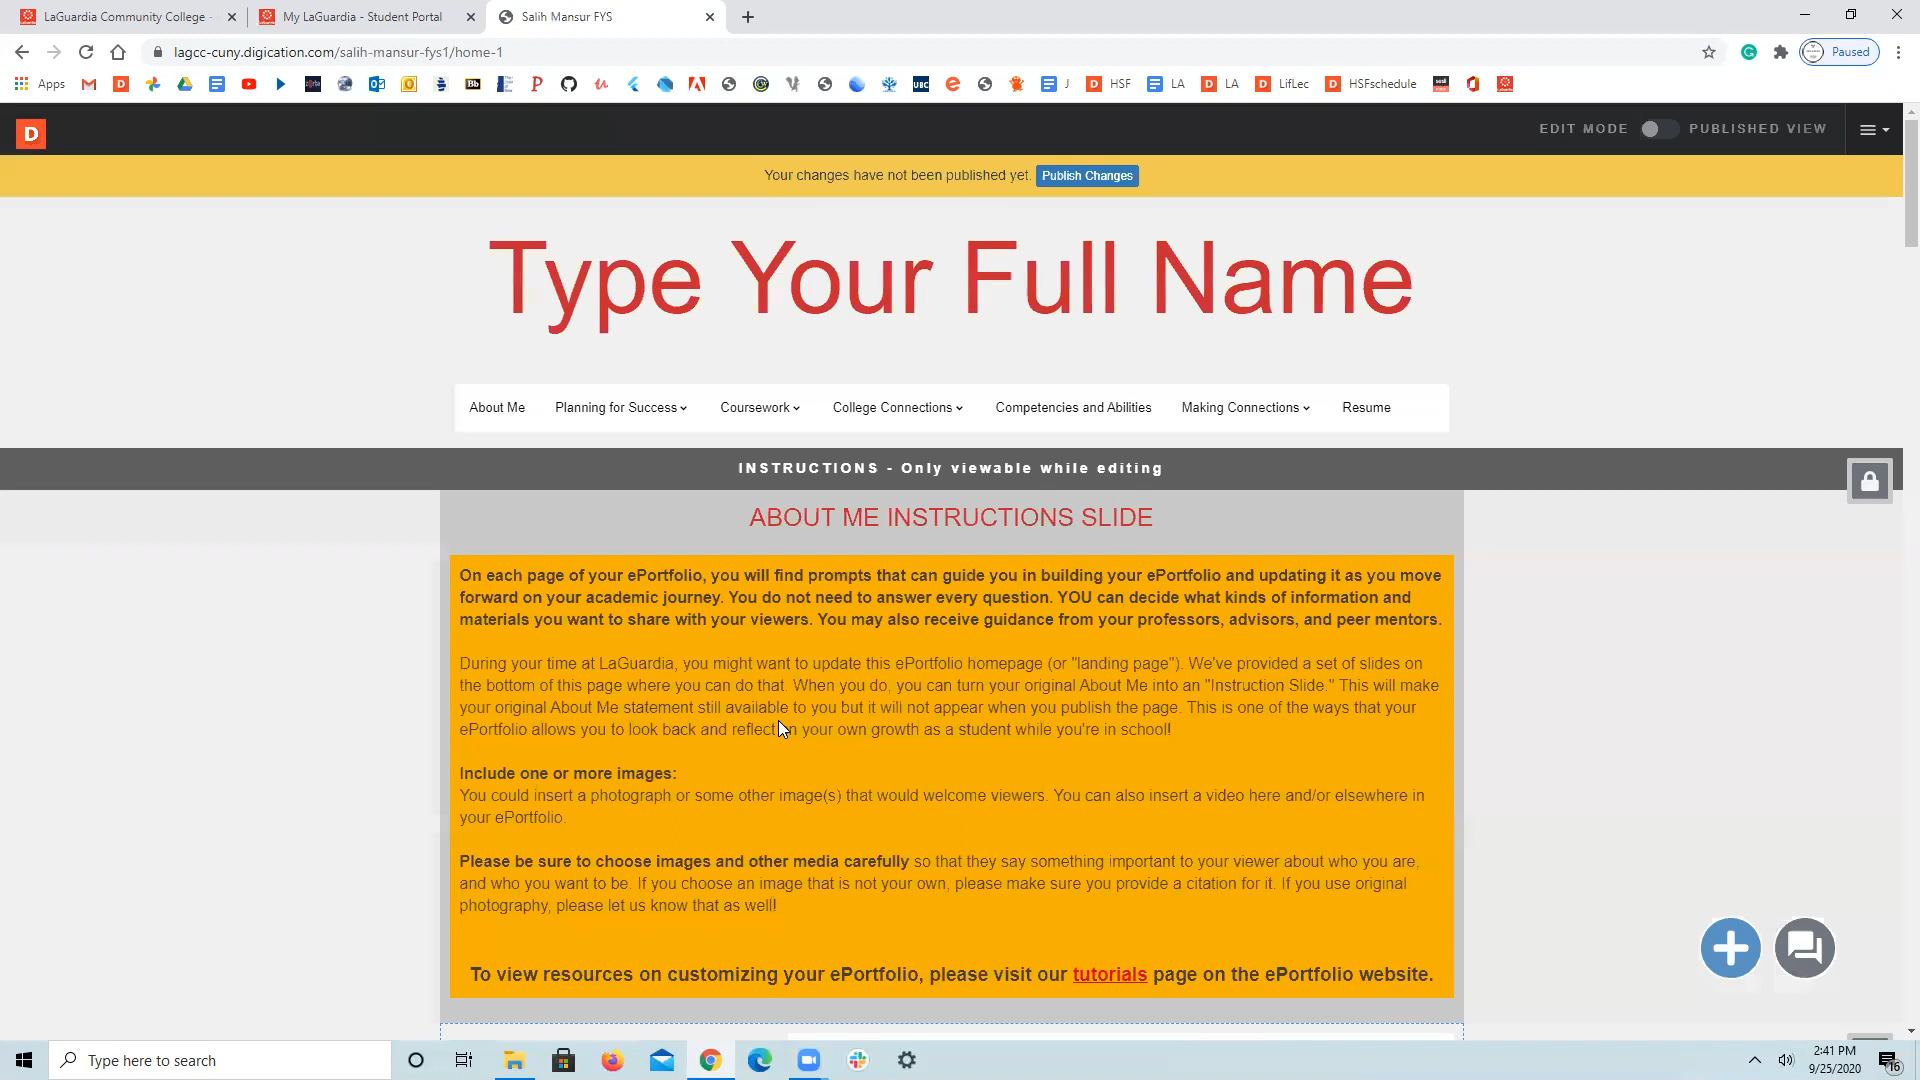 LaGuardia Community College -
My LaGuardia - Student Portal
Salih Mansur FYS
lagcc-cuny.digication.com/salih-mansur-fys1/home-1
Paused
Apps
Bb
UBC
J
HSF
LA
LA
LifLec
HSFschedule
D
EDIT MODE
PUBLISHED VIEW
Your changes have not been published yet. Publish Changes
Type Your Full Name
About Me
Planning for Success
Coursework
College Connections
Competencies and Abilities
Making Connections
Resume
INSTRUCTIONS - Only viewable while editing
ABOUT ME INSTRUCTIONS SLIDE
On each page of your ePortfolio, you will find prompts that can guide you in building your ePortfolio and updating it as you move
forward on your academic journey. You do not need to answer every question. YOU can decide what kinds of information and
materials you want to share with your viewers. You may also receive guidance from your professors, advisors, and peer mentors.
During your time at LaGuardia, you might want to update this ePortfolio homepage (or "landing page"). We've provided a set of slides on
the bottom of this page where you can do that. When you do, you can turn your original About Me into an "Instruction Slide." This will make
your original About Me statement still available to you but it will not appear when you publish the page. This is one of the ways that your
ePortfolio allows you to look back and reflect on your own growth as a student while you're in school!
Include one or more images:
You could insert a photograph or some other image(s) that would welcome viewers. You can also insert a video here and/or elsewhere in
your ePortfolio.
Please be sure to choose images and other media carefully so that they say something important to your viewer about who you are,
and who you want to be. If you choose an image that is not your own, please make sure you provide a citation for it. If you use original
photography, please let us know that as well!
To view resources on customizing your ePortfolio, please visit our tutorials page on the ePortfolio website.
Type here to search
2:41 PM
9/25/2020
16